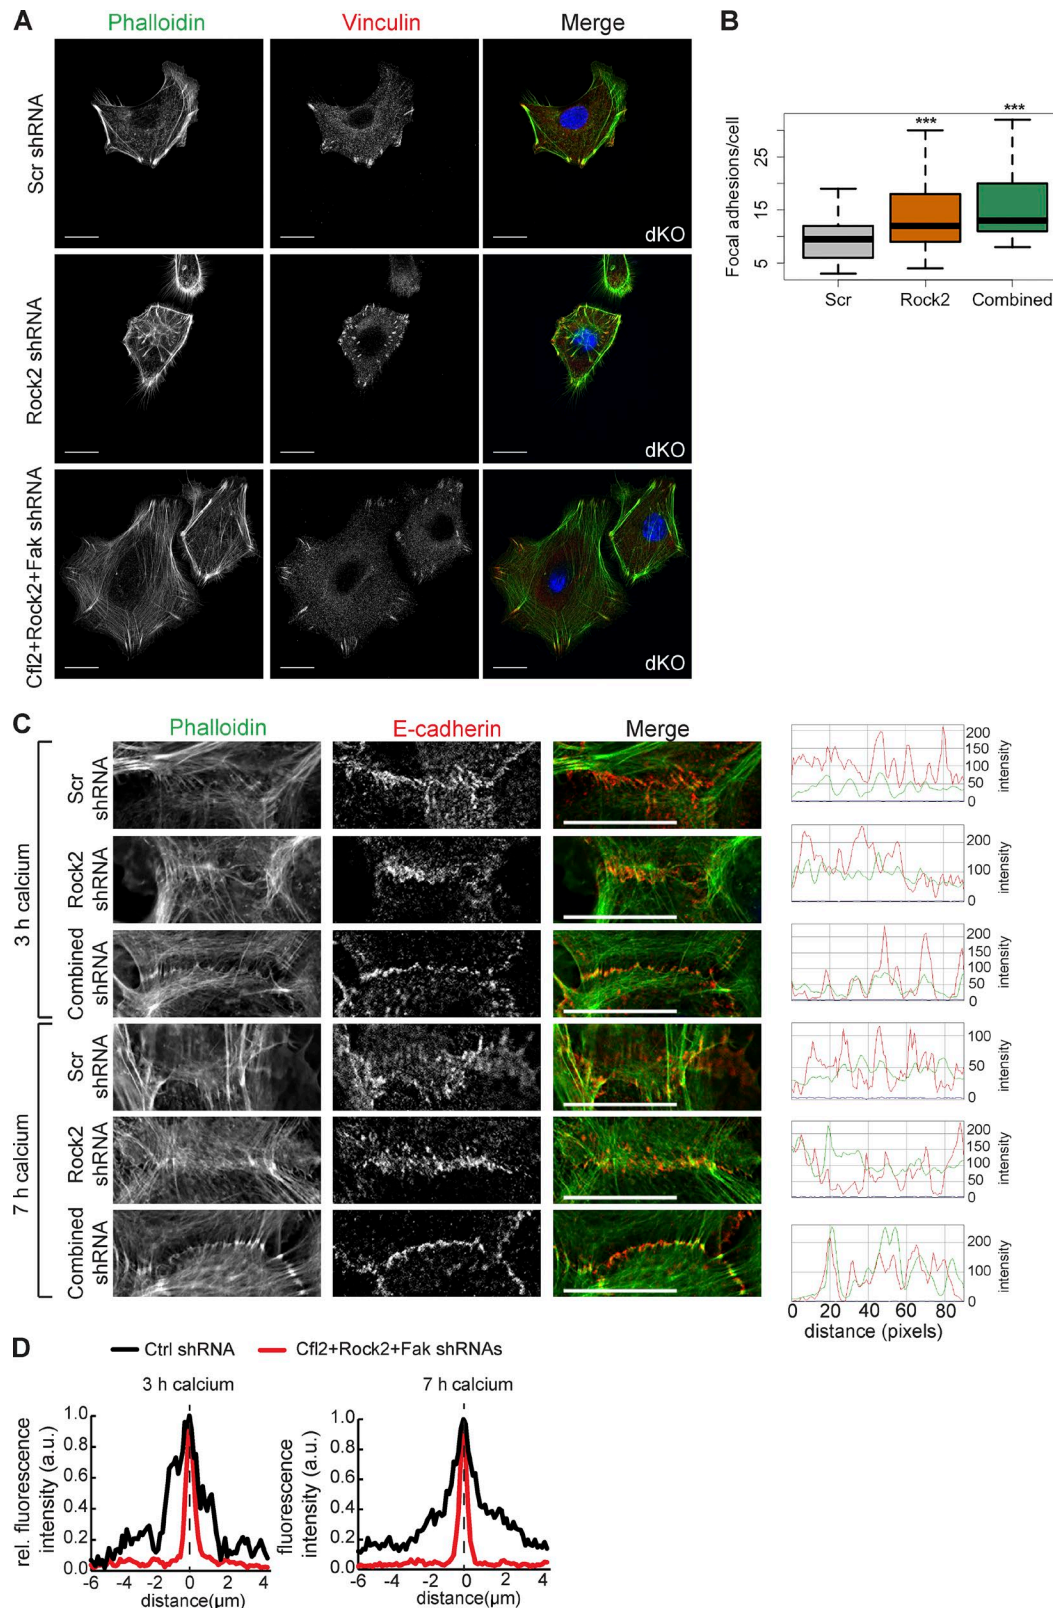 A
Phalloidin
Vinculin
Merge
Scr shRNA
dKO
Rock2 shRNA
dKO
Cfl2+Rock2+Fak shRNA
dKO
B
Focal adhesions/cell
25
15
5
***
***
Scr
Rock2
Combined
C
Phalloidin
E-cadherin
Merge
3 h calcium
Scr
shRNA
200
150
100
50
0
intensity
Rock2
shRNA
200
100
0
intensity
Combined
shRNA
200
150
100
50
0
intensity
7 h calcium
Scr
shRNA
100
50
0
intensity
Rock2
shRNA
200
150
100
50
0
intensity
Combined
shRNA
200
100
0
intensity
0 20 40 60 80
distance (pixels)
D
Ctrl shRNA
Cfl2+Rock2+Fak shRNAs
3 h calcium
rel. fluorescence
intensity (a.u.)
1.0
0.8
0.6
0.4
0.2
0.0
-6 -4 -2 0 2 4
distance(µm)
7 h calcium
fluorescence
intensity (a.u.)
1.0
0.8
0.6
0.4
0.2
0.0
-6 -4 -2 0 2 4
distance(µm)